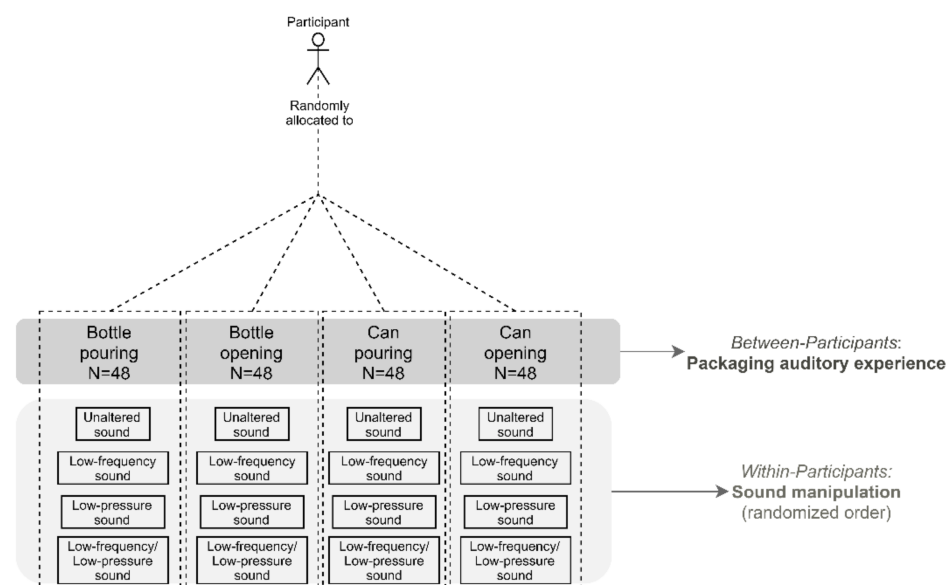 Participant
Randomly
allocated to
Bottle
pouring
N=48
Bottle
opening
N=48
Can
pouring
N=48
Can
opening
N=48
Between-Participants:
Packaging auditory experience
Unaltered
sound
Unaltered
sound
Unaltered
sound
Unaltered
sound
Low-frequency
sound
Low-frequency
sound
Low-frequency
sound
Low-frequency
sound
Low-pressure
sound
Low-pressure
sound
Low-pressure
sound
Low-pressure
sound
Low-frequency/
Low-pressure
sound
Low-frequency/
Low-pressure
sound
Low-frequency/
Low-pressure
sound
Low-frequency/
Low-pressure
sound
Within-Participants:
Sound manipulation
(randomized order)